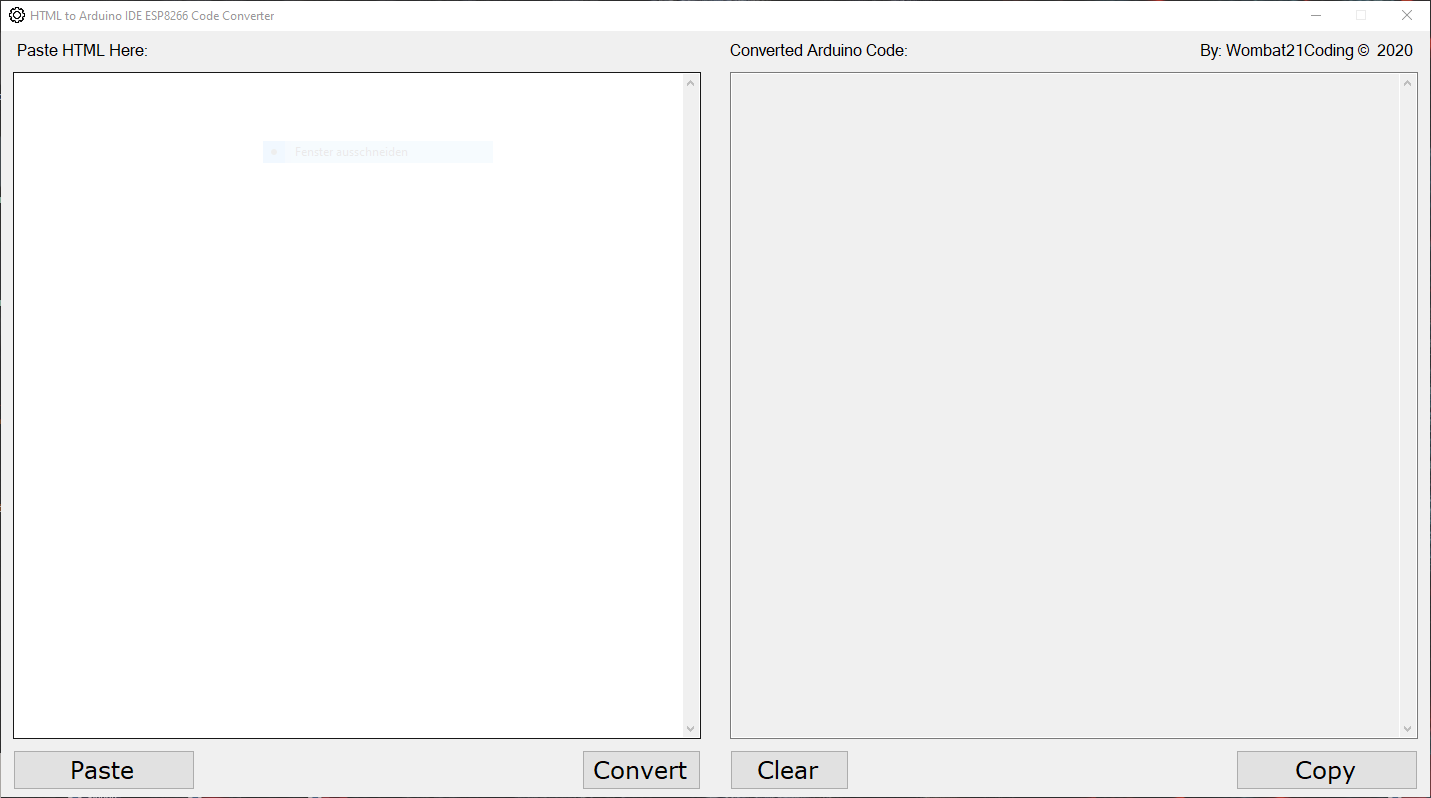 HTML to Arduino IDE ESP8266 Code Converter
Paste HTML Here:
Converted Arduino Code:
By: Wombat21Coding © 2020
Fenster ausschneiden
Paste
Convert
Clear
Copy